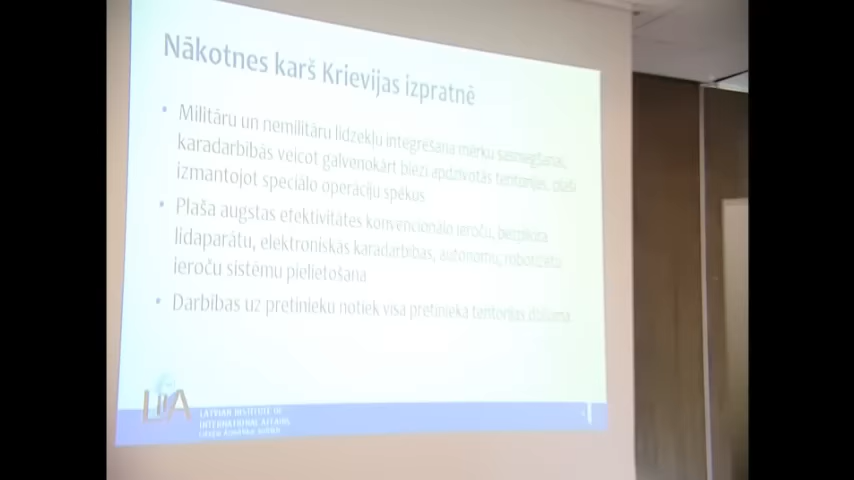 Nākotnes karš Krievijas izpratnē
• Militāru un nemilitāru līdzekļu integrēšana mērķu sasniegšanai,
karadarbības veicot galvenokārt biezi apdzīvotās teritorijās, plaši
izmantojot speciālo operāciju spēkus
• Plaša augstas efektivitātes konvencionālo ieroču, bezpilota
lidaparātu, elektroniskās karadarbības, autonomu, robotizētu
ieroču sistēmu pielietošana
• Darbības uz pretinieku notiek visā pretinieka teritorijas dziļumā
LIIA
LATVIAN INSTITUTE OF
INTERNATIONAL AFFAIRS